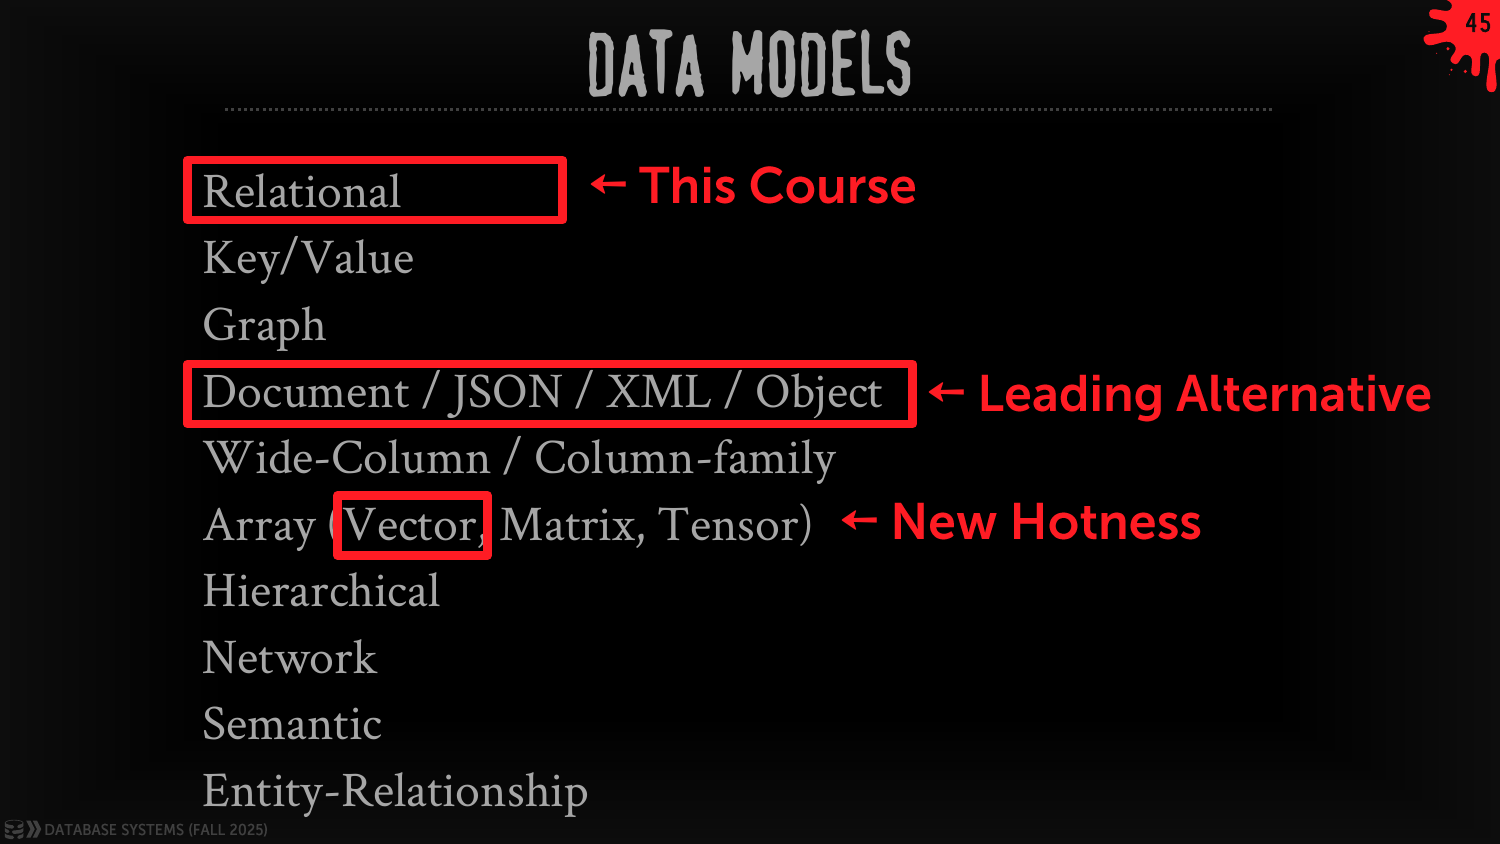 45
DATA MODELS
Relational ← This Course
Key/Value
Graph
Document / JSON / XML / Object ← Leading Alternative
Wide-Column / Column-family
Array (Vector, Matrix, Tensor) ← New Hotness
Hierarchical
Network
Semantic
Entity-Relationship
DATABASE SYSTEMS (FALL 2025)